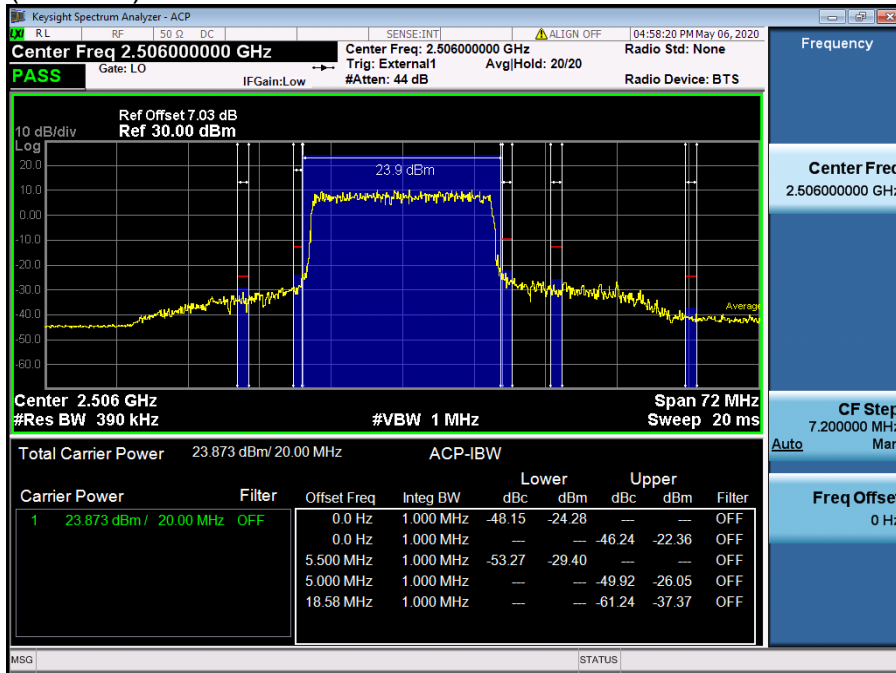 Keysight Spectrum Analyzer - ACP
LXI RL RF 50 Ω DC SENSE:INT ALIGN OFF 04:58:20 PM May 06, 2020
Center Freq 2.506000000 GHz
Center Freq: 2.506000000 GHz
Radio Std: None
Gate: LO
Trig: External1 Avg|Hold: 20/20
PASS
IFGain:Low
#Atten: 44 dB
Radio Device: BTS
Ref Offset 7.03 dB
10 dB/div Ref 30.00 dBm
Log
20.0
23.9 dBm
10.0
0.00
-10.0
-20.0
-30.0
-40.0
Average
-50.0
-60.0
Center 2.506 GHz Span 72 MHz
#Res BW 390 kHz #VBW 1 MHz Sweep 20 ms
Total Carrier Power 23.873 dBm/ 20.00 MHz ACP-IBW
Lower Upper
Carrier Power Filter Offset Freq Integ BW dBc dBm dBc dBm Filter
1 23.873 dBm / 20.00 MHz OFF 0.0 Hz 1.000 MHz -48.15 -24.28 --- --- OFF
0.0 Hz 1.000 MHz --- --- -46.24 -22.36 OFF
5.500 MHz 1.000 MHz -53.27 -29.40 --- --- OFF
5.000 MHz 1.000 MHz --- --- -49.92 -26.05 OFF
18.58 MHz 1.000 MHz --- --- -61.24 -37.37 OFF
MSG STATUS
Frequency
Center Freq
2.506000000 GHz
CF Step
7.200000 MHz
Auto Man
Freq Offset
0 Hz